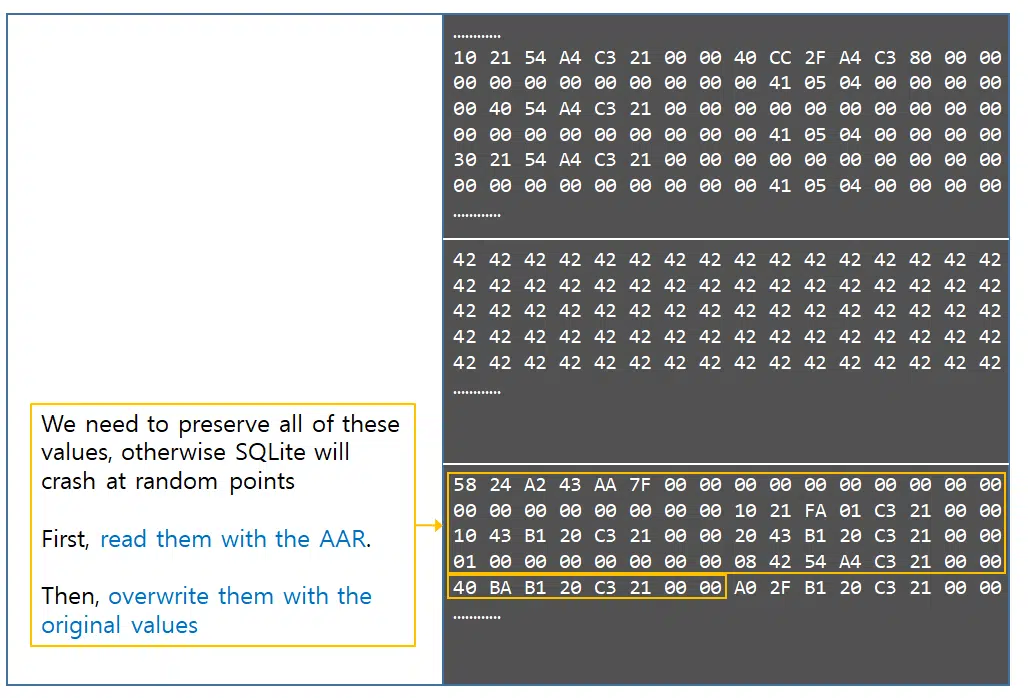 ............
10 21 54 A4 C3 21 00 00 40 CC 2F A4 C3 80 00 00
00 00 00 00 00 00 00 00 00 41 05 04 00 00 00 00
00 40 54 A4 C3 21 00 00 00 00 00 00 00 00 00 00
00 00 00 00 00 00 00 00 00 41 05 04 00 00 00 00
30 21 54 A4 C3 21 00 00 00 00 00 00 00 00 00 00
00 00 00 00 00 00 00 00 00 41 05 04 00 00 00 00
............
42 42 42 42 42 42 42 42 42 42 42 42 42 42 42 42
42 42 42 42 42 42 42 42 42 42 42 42 42 42 42 42
42 42 42 42 42 42 42 42 42 42 42 42 42 42 42 42
42 42 42 42 42 42 42 42 42 42 42 42 42 42 42 42
42 42 42 42 42 42 42 42 42 42 42 42 42 42 42 42
............
We need to preserve all of these
values, otherwise SQLite will
crash at random points
First, read them with the AAR.
Then, overwrite them with the
original values
58 24 A2 43 AA 7F 00 00 00 00 00 00 00 00 00 00
00 00 00 00 00 00 00 00 10 21 FA 01 C3 21 00 00
10 43 B1 20 C3 21 00 00 20 43 B1 20 C3 21 00 00
01 00 00 00 00 00 00 00 08 42 54 A4 C3 21 00 00
40 BA B1 20 C3 21 00 00 A0 2F B1 20 C3 21 00 00
............